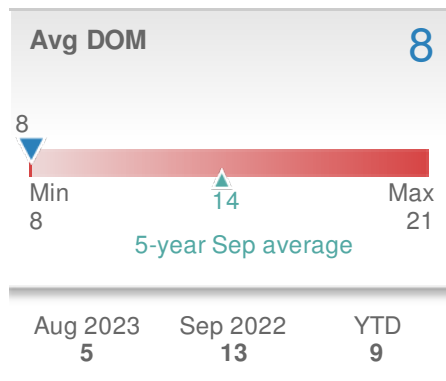 Avg DOM 8
8
Min Max
8 14 21
5-year Sep average
Aug 2023 Sep 2022 YTD
5 13 9